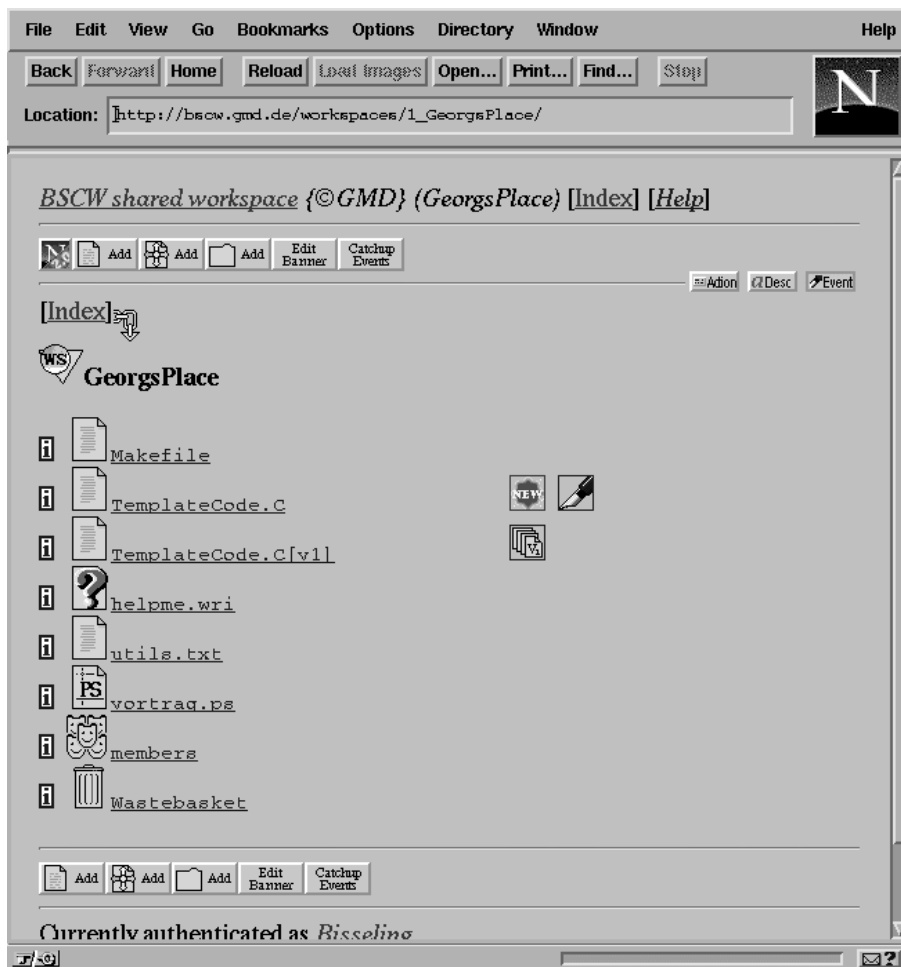 File Edit View Go Bookmarks Options Directory Window Help
Back Forward Home Reload Load Images Open... Print... Find... Stop
N
Location: http://bscw.gmd.de/workspaces/1_GeorgsPlace/
BSCW shared workspace {©GMD} (GeorgsPlace) [Index] [Help]
Add Add Add Edit Banner Catchup Events
Action Desc Event
[Index]
WS GeorgsPlace
i Makefile
i TemplateCode.C NEW
i TemplateCode.C[v1]
i helpme.wri
i utils.txt
i PS vortrag.ps
i members
i Wastebasket
Add Add Add Edit Banner Catchup Events
Currently authenticated as Bisseling